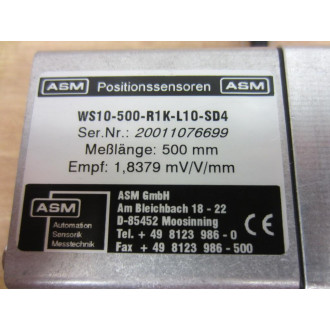 ASM Positionssensoren ASM
WS10-500-R1K-L10-SD4
Ser.Nr.: 20011076699
Meßlänge: 500 mm
Empf: 1,8379 mV/V/mm
ASM
Automation
Sensorik
Messtechnik
ASM GmbH
Am Bleichbach 18 - 22
D-85452 Moosinning
Tel. + 49 8123 986 - 0
Fax + 49 8123 986 - 500
CE